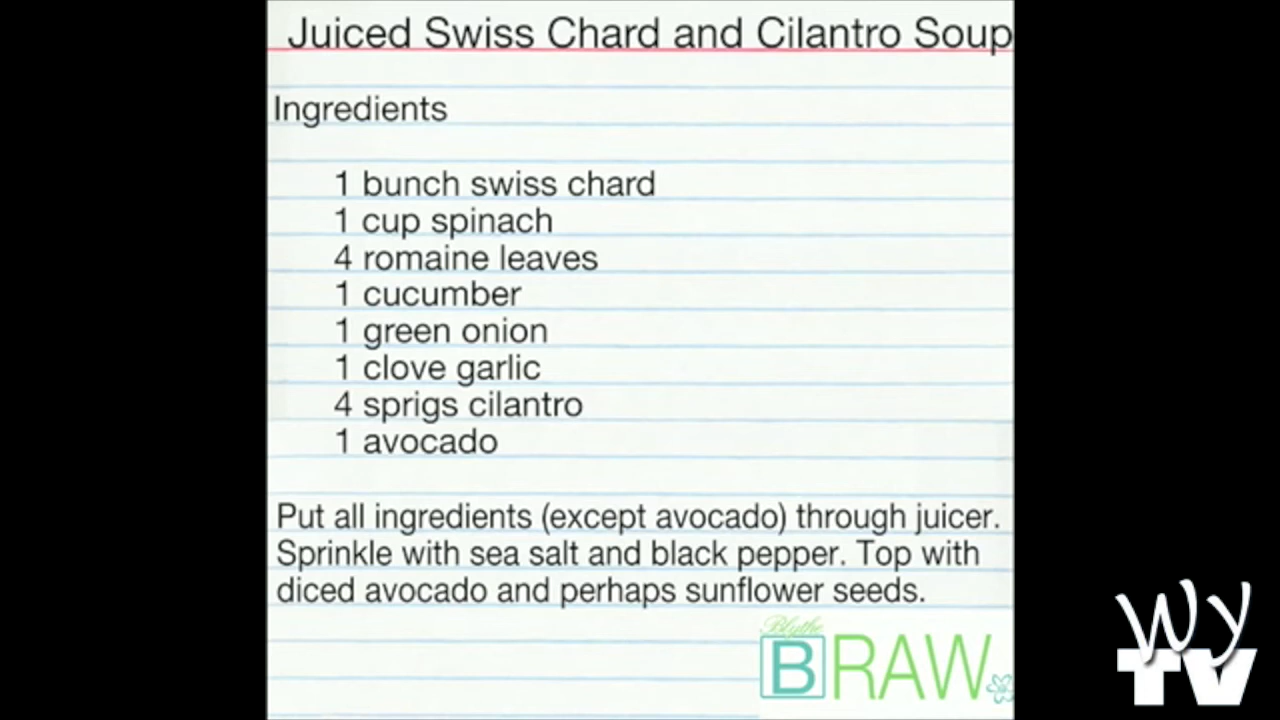 Juiced Swiss Chard and Cilantro Soup
Ingredients
1 bunch swiss chard
1 cup spinach
4 romaine leaves
1 cucumber
1 green onion
1 clove garlic
4 sprigs cilantro
1 avocado
Put all ingredients (except avocado) through juicer.
Sprinkle with sea salt and black pepper. Top with
diced avocado and perhaps sunflower seeds.
Blythe
BRAW
Wy
TV